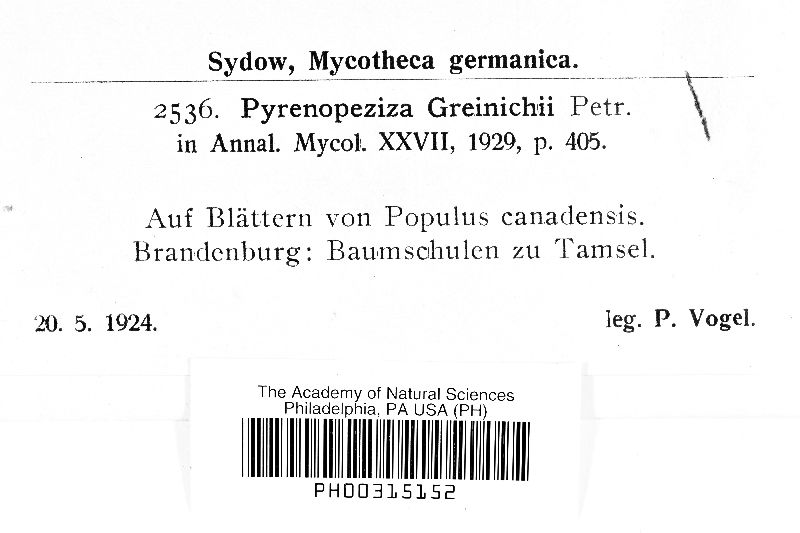 Sydow, Mycotheca germanica.
2536. Pyrenopeziza Greinichii Petr.
in Annal. Mycol. XXVII, 1929, p. 405.
Auf Blättern von Populus canadensis.
Brandenburg: Baumschulen zu Tamsel.
20. 5. 1924. leg. P. Vogel.
The Academy of Natural Sciences
Philadelphia, PA USA (PH)
PH00315152